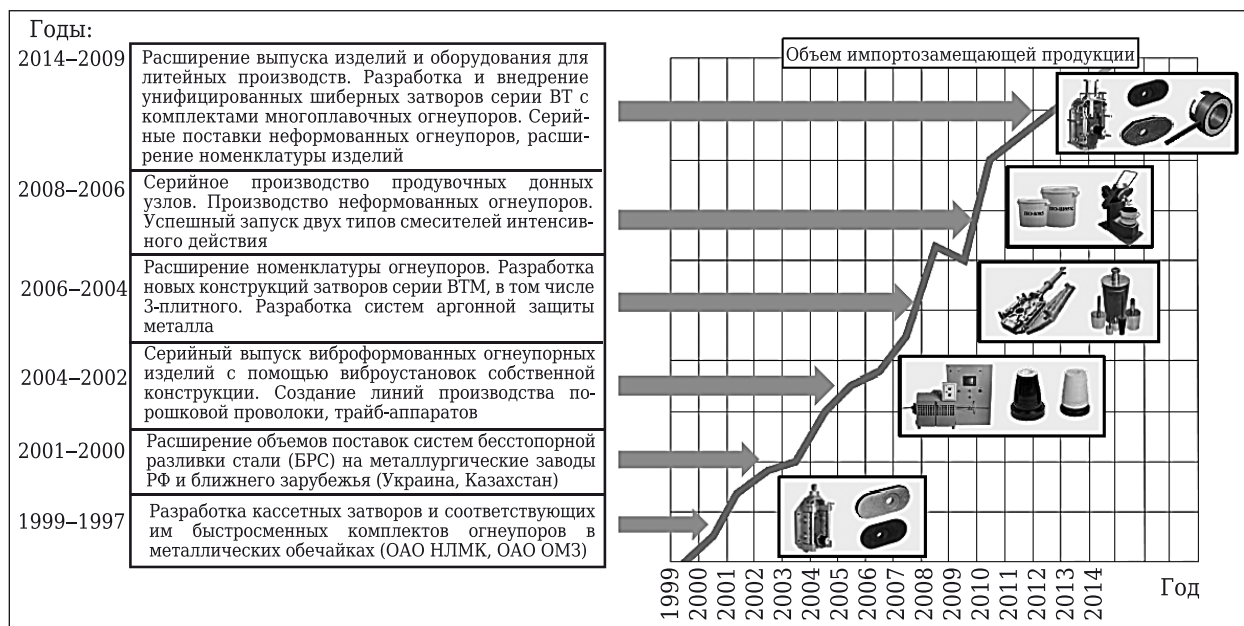 Годы:
Объем импортозамещающей продукции
2014–2009
Расширение выпуска изделий и оборудования для
литейных производств. Разработка и внедрение
унифицированных шиберных затворов серии ВТ с
комплектами многоплавочных огнеупоров. Серий-
ные поставки неформованных огнеупоров, расши-
рение номенклатуры изделий
2008–2006
Серийное производство продувочных донных
узлов. Производство неформованных огнеупоров.
Успешный запуск двух типов смесителей интенсив-
ного действия
2006–2004
Расширение номенклатуры огнеупоров. Разработка
новых конструкций затворов серии ВТМ, в том числе
3-плитного. Разработка систем аргонной защиты
металла
2004–2002
Серийный выпуск виброформованных огнеупорных
изделий с помощью виброустановок собственной
конструкции. Создание линий производства по-
рошковой проволоки, трайб-аппаратов
2001–2000
Расширение объемов поставок систем бесстопорной
разливки стали (БРС) на металлургические заводы
РФ и ближнего зарубежья (Украина, Казахстан)
1999–1997
Разработка кассетных затворов и соответствующих
им быстросменных комплектов огнеупоров в
металлических обечайках (ОАО НЛМК, ОАО ОМЗ)
1999
2000
2001
2002
2003
2004
2005
2006
2007
2008
2009
2010
2011
2012
2013
2014
Год